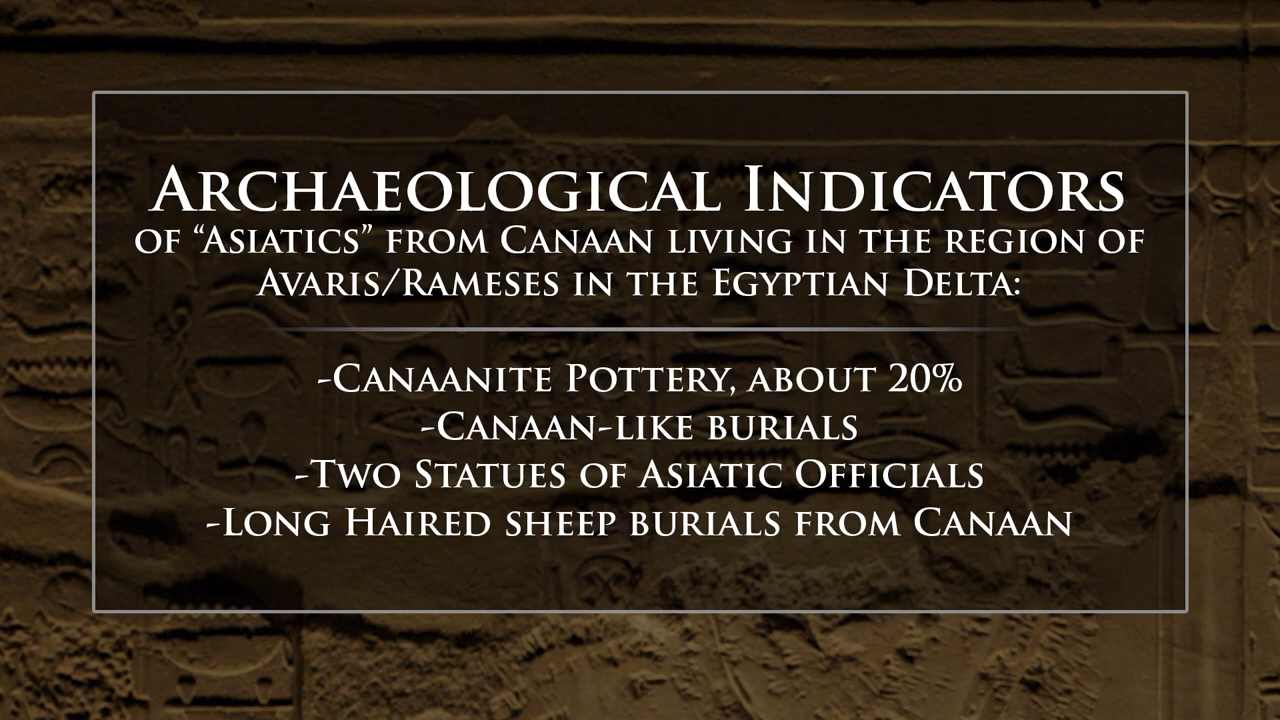 Archaeological Indicators
of “Asiatics” from Canaan living in the region of
Avaris/Rameses in the Egyptian Delta:
-Canaanite Pottery, about 20%
-Canaan-like burials
-Two Statues of Asiatic Officials
-Long Haired sheep burials from Canaan